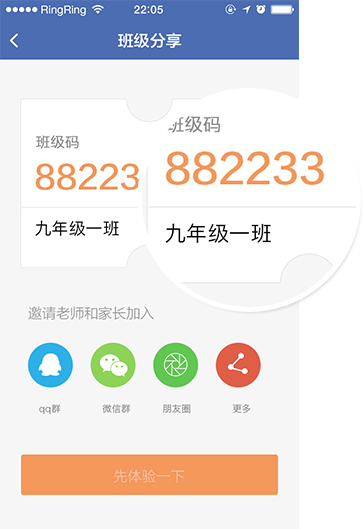 RingRing 22:05
班级分享
班级码
班级码
882233
882233
九年级一班
九年级一班
邀请老师和家长加入
qq群 微信群 朋友圈 更多
先体验一下